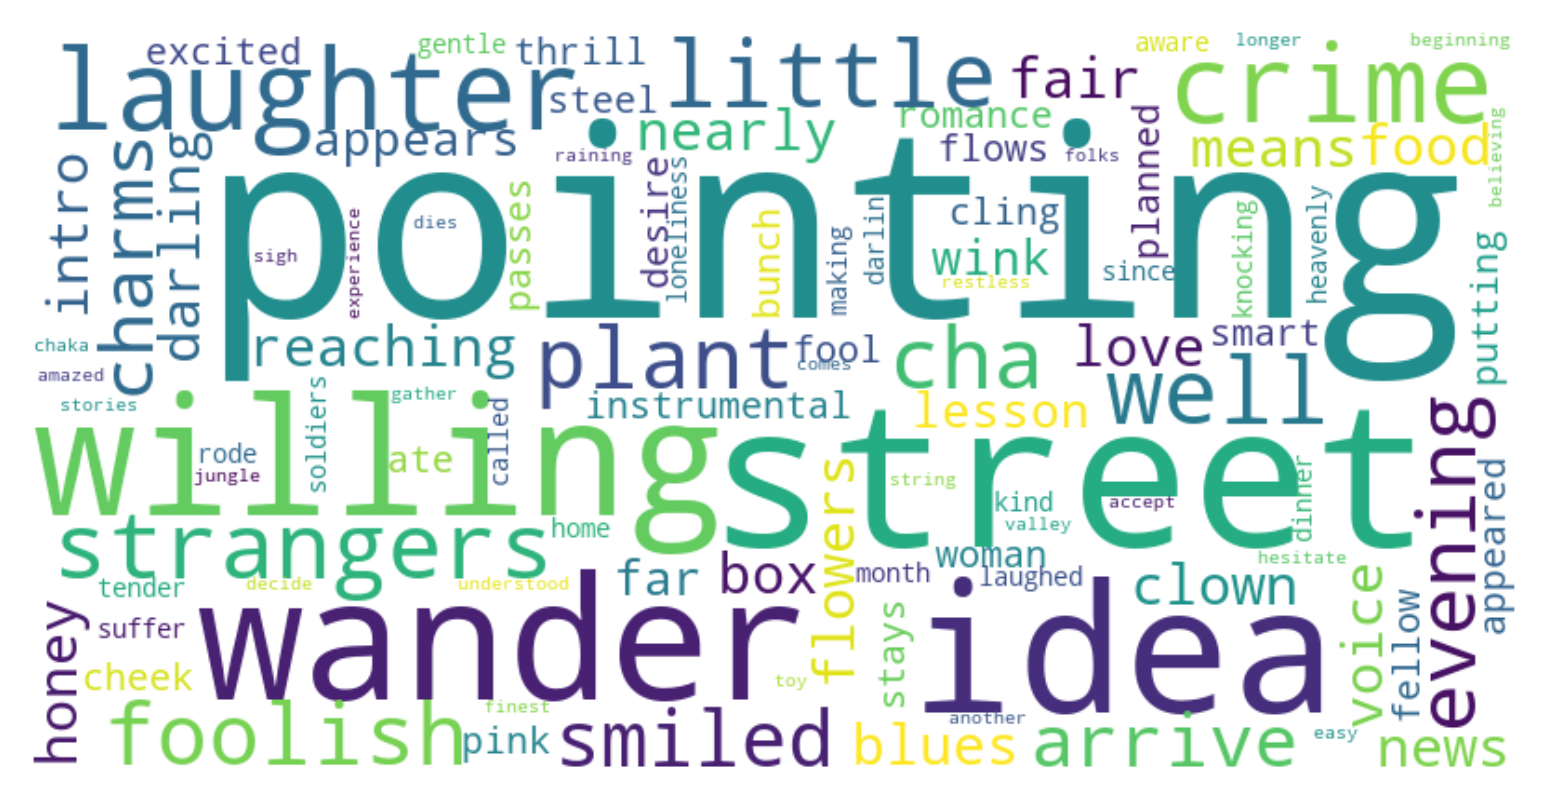 excited
gentle
thrill
little
aware
longer
beginning
laughter
steel
fair
crime
appears
nearly
romance
means
food
raining
flows
folks
planned
believing
intro
charms
darling
pointing
passes
desire
loneliness
bunch
making
darlin
cling
wink
restless
since
knocking
heavenly
putting
sigh
experience
dies
chaka
amazed
stories
reaching
plant
fool
comes
cha
love
smart
well
gather
instrumental
lesson
willing
street
rode
jungle
soldiers
ate
called
string
kind
valley
accept
dinner
evening
appeared
strangers
home
flowers
woman
hesitate
tender
decide
understood
far
box
month
laughed
clown
voice
fellow
honey
suffer
wander
idea
cheek
toy
stays
foolish
finest
pink
smiled
blues
another
arrive
easy
news